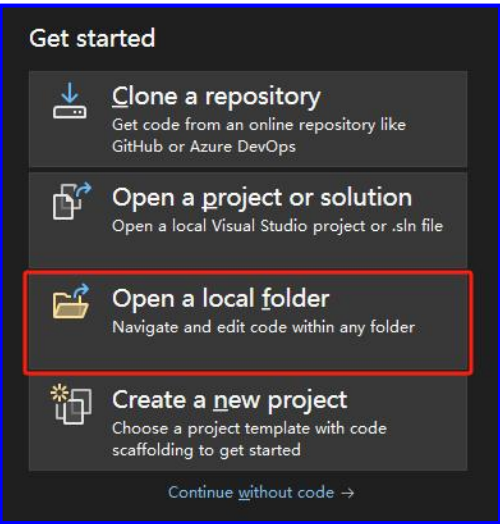 Get started
Clone a repository
Get code from an online repository like
GitHub or Azure DevOps
Open a project or solution
Open a local Visual Studio project or .sln file
Open a local folder
Navigate and edit code within any folder
Create a new project
Choose a project template with code
scaffolding to get started
Continue without code →